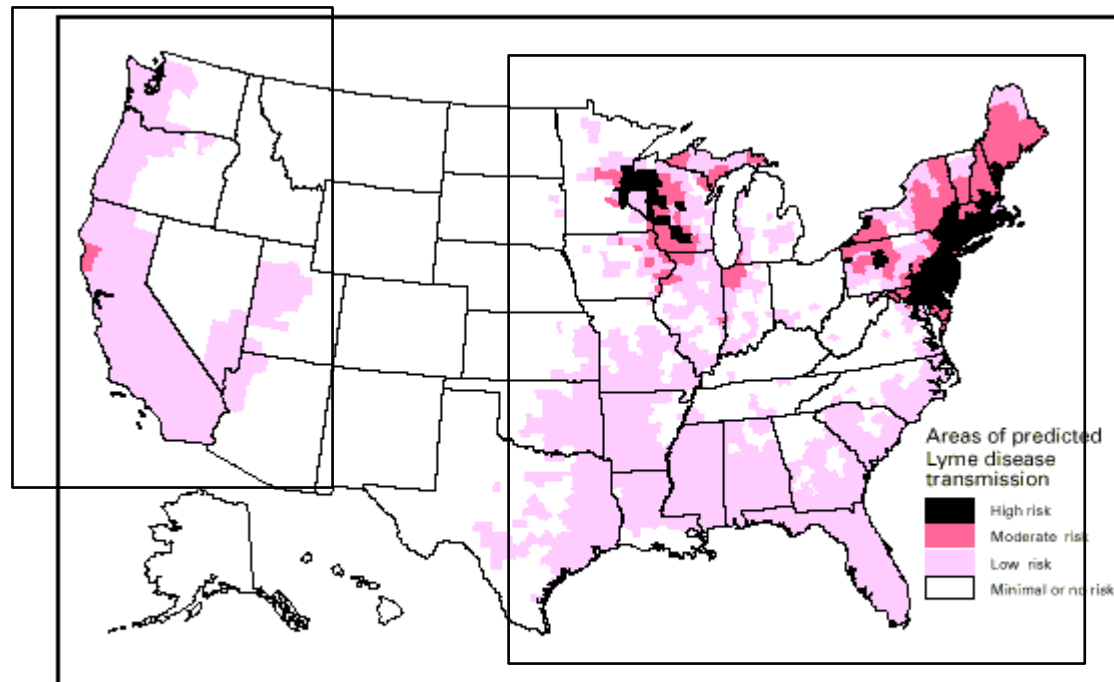 Areas of predicted
Lyme disease
transmission
High risk
Moderate risk
Low risk
Minimal or no risk